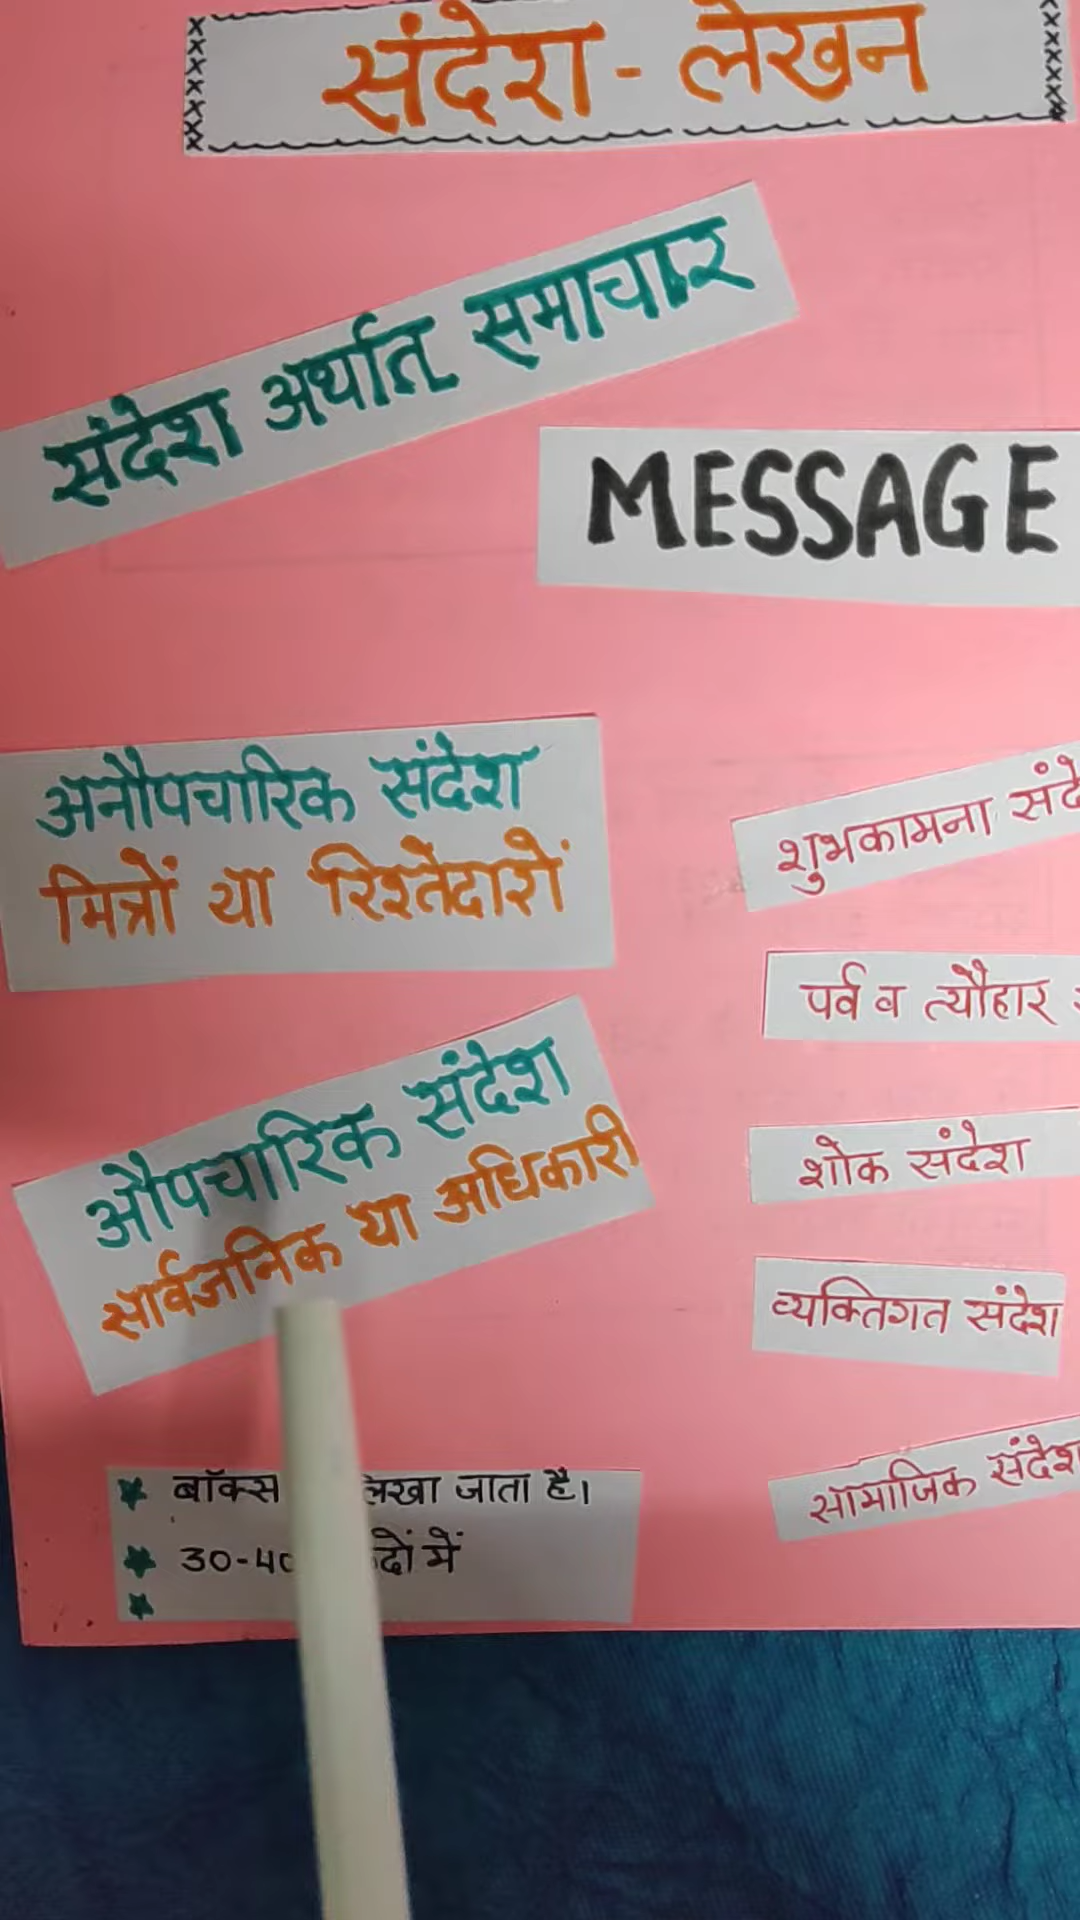 संदेश - लेखन
संदेश अर्थात् समाचार
MESSAGE
अनौपचारिक संदेश
मित्रों या रिश्तेदारों
औपचारिक संदेश
सार्वजनिक या अधिकारी
बॉक्स जाता है।
में
शुभकामना
पर्व व त्यौहार
शोक संदेश
व्यक्तिगत संदेश
सामाजिक संदेश